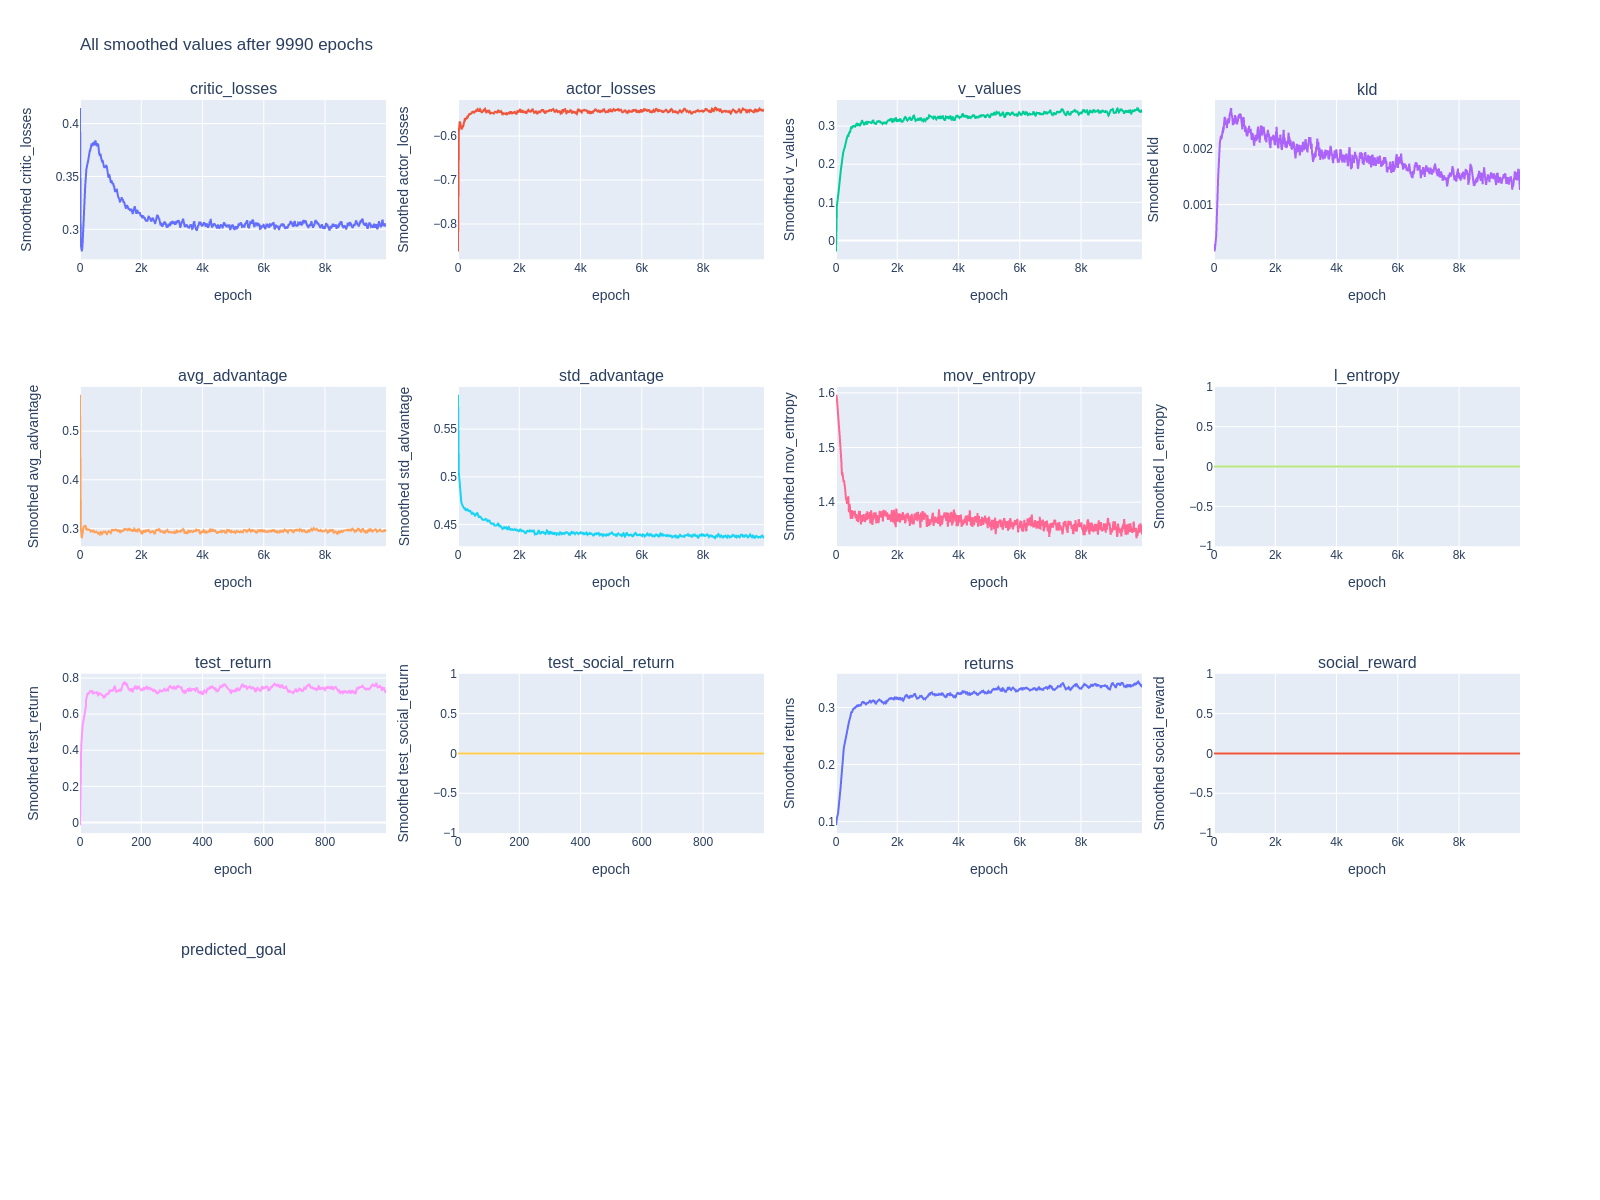 All smoothed values after 9990 epochs
critic_losses
Smoothed critic_losses
0.4
0.35
0.3
0 2k 4k 6k 8k
epoch
actor_losses
Smoothed actor_losses
−0.6
−0.7
−0.8
0 2k 4k 6k 8k
epoch
v_values
Smoothed v_values
0.3
0.2
0.1
0
0 2k 4k 6k 8k
epoch
kld
Smoothed kld
0.002
0.001
0 2k 4k 6k 8k
epoch
avg_advantage
Smoothed avg_advantage
0.5
0.4
0.3
0 2k 4k 6k 8k
epoch
std_advantage
Smoothed std_advantage
0.55
0.5
0.45
0 2k 4k 6k 8k
epoch
mov_entropy
Smoothed mov_entropy
1.6
1.5
1.4
0 2k 4k 6k 8k
epoch
l_entropy
Smoothed l_entropy
1
0.5
0
−0.5
−1
0 2k 4k 6k 8k
epoch
test_return
Smoothed test_return
0.8
0.6
0.4
0.2
0
0 200 400 600 800
epoch
test_social_return
Smoothed test_social_return
1
0.5
0
−0.5
−1
0 200 400 600 800
epoch
returns
Smoothed returns
0.3
0.2
0.1
0 2k 4k 6k 8k
epoch
social_reward
Smoothed social_reward
1
0.5
0
−0.5
−1
0 2k 4k 6k 8k
epoch
predicted_goal